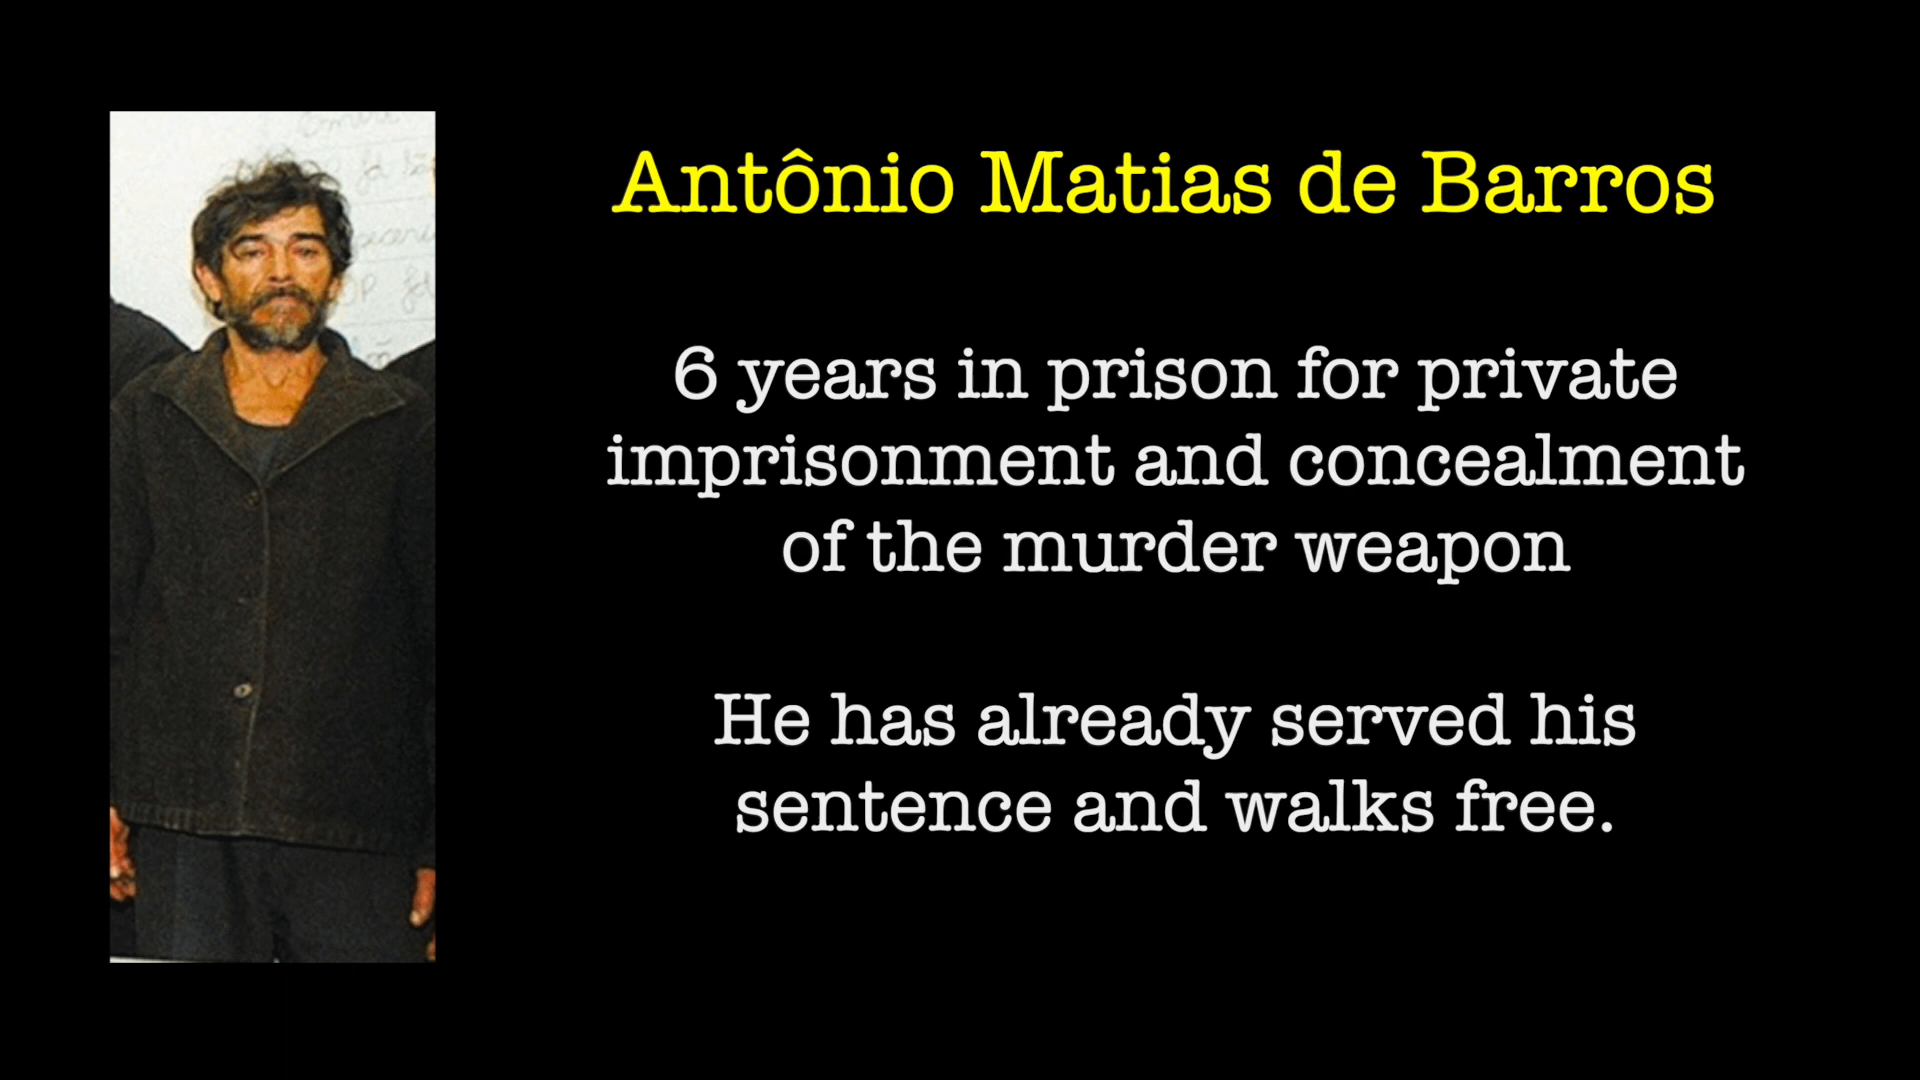 Antônio Matias de Barros
6 years in prison for private
imprisonment and concealment
of the murder weapon
He has already served his
sentence and walks free.